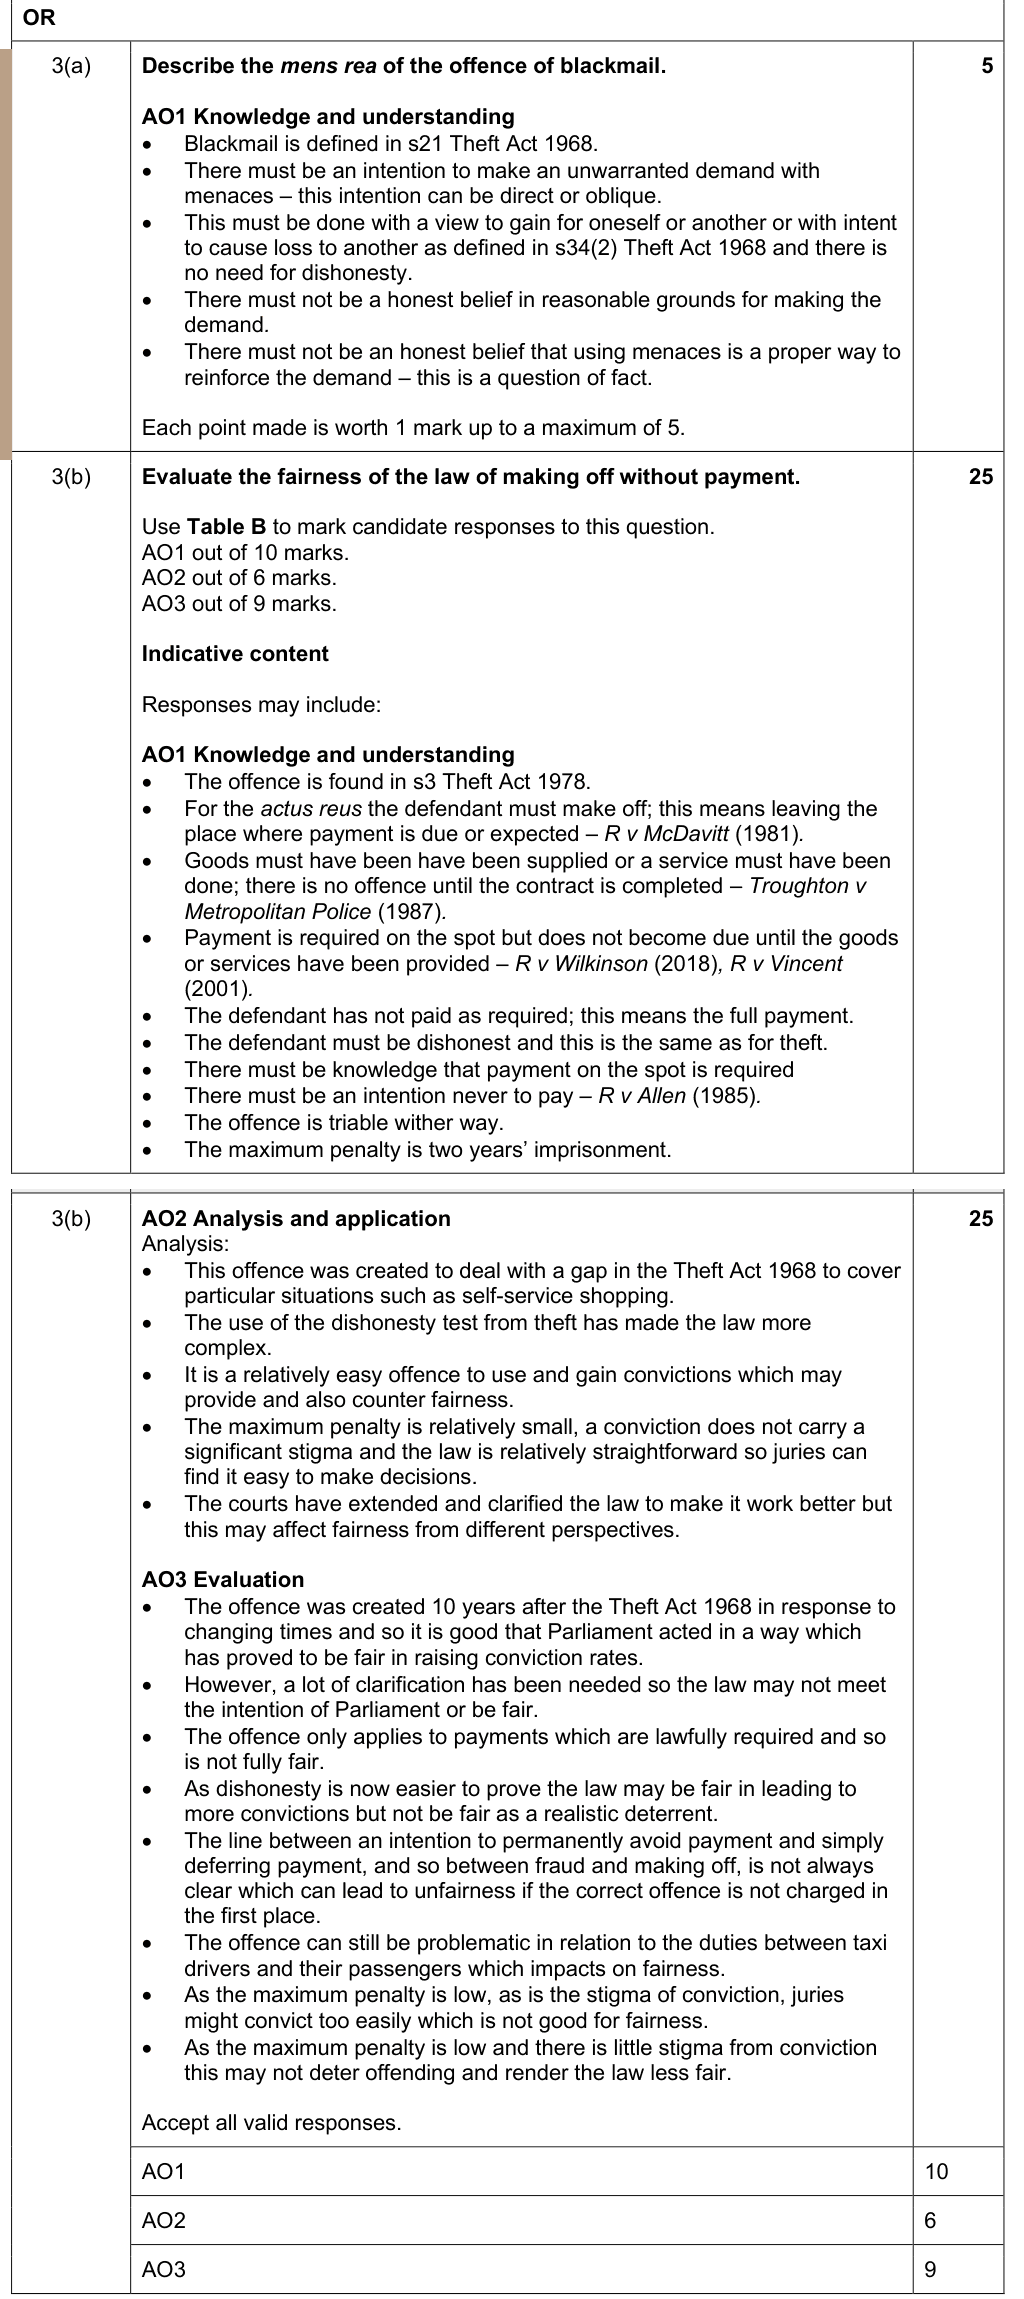 OR
3(a)
Describe the mens rea of the offence of blackmail.
5
AO1 Knowledge and understanding
• Blackmail is defined in s21 Theft Act 1968.
• There must be an intention to make an unwarranted demand with
menaces – this intention can be direct or oblique.
• This must be done with a view to gain for oneself or another or with intent
to cause loss to another as defined in s34(2) Theft Act 1968 and there is
no need for dishonesty.
• There must not be a honest belief in reasonable grounds for making the
demand.
• There must not be an honest belief that using menaces is a proper way to
reinforce the demand – this is a question of fact.
Each point made is worth 1 mark up to a maximum of 5.
3(b)
Evaluate the fairness of the law of making off without payment.
25
Use Table B to mark candidate responses to this question.
AO1 out of 10 marks.
AO2 out of 6 marks.
AO3 out of 9 marks.
Indicative content
Responses may include:
AO1 Knowledge and understanding
• The offence is found in s3 Theft Act 1978.
• For the actus reus the defendant must make off; this means leaving the
place where payment is due or expected – R v McDavitt (1981).
• Goods must have been have been supplied or a service must have been
done; there is no offence until the contract is completed – Troughton v
Metropolitan Police (1987).
• Payment is required on the spot but does not become due until the goods
or services have been provided – R v Wilkinson (2018), R v Vincent
(2001).
• The defendant has not paid as required; this means the full payment.
• The defendant must be dishonest and this is the same as for theft.
• There must be knowledge that payment on the spot is required
• There must be an intention never to pay – R v Allen (1985).
• The offence is triable wither way.
• The maximum penalty is two years’ imprisonment.
3(b)
AO2 Analysis and application
25
Analysis:
• This offence was created to deal with a gap in the Theft Act 1968 to cover
particular situations such as self-service shopping.
• The use of the dishonesty test from theft has made the law more
complex.
• It is a relatively easy offence to use and gain convictions which may
provide and also counter fairness.
• The maximum penalty is relatively small, a conviction does not carry a
significant stigma and the law is relatively straightforward so juries can
find it easy to make decisions.
• The courts have extended and clarified the law to make it work better but
this may affect fairness from different perspectives.
AO3 Evaluation
• The offence was created 10 years after the Theft Act 1968 in response to
changing times and so it is good that Parliament acted in a way which
has proved to be fair in raising conviction rates.
• However, a lot of clarification has been needed so the law may not meet
the intention of Parliament or be fair.
• The offence only applies to payments which are lawfully required and so
is not fully fair.
• As dishonesty is now easier to prove the law may be fair in leading to
more convictions but not be fair as a realistic deterrent.
• The line between an intention to permanently avoid payment and simply
deferring payment, and so between fraud and making off, is not always
clear which can lead to unfairness if the correct offence is not charged in
the first place.
• The offence can still be problematic in relation to the duties between taxi
drivers and their passengers which impacts on fairness.
• As the maximum penalty is low, as is the stigma of conviction, juries
might convict too easily which is not good for fairness.
• As the maximum penalty is low and there is little stigma from conviction
this may not deter offending and render the law less fair.
Accept all valid responses.
AO1
10
AO2
6
AO3
9